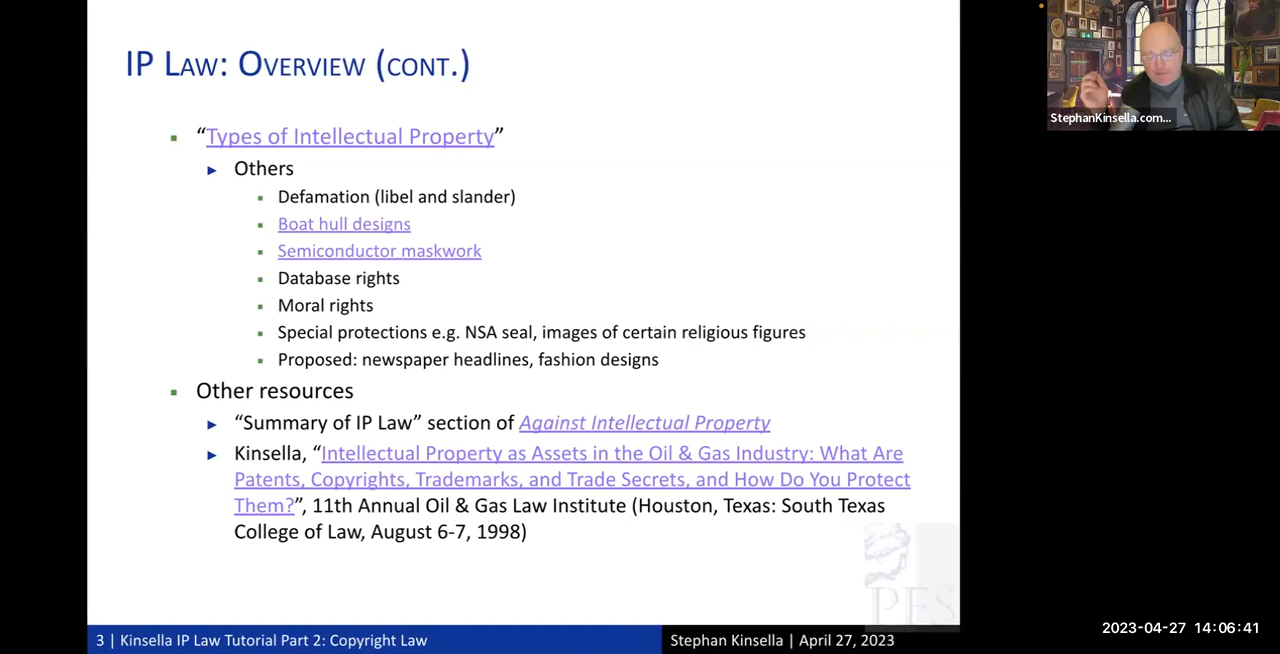 IP Law: Overview (cont.)
“Types of Intellectual Property”
Others
Defamation (libel and slander)
Boat hull designs
Semiconductor maskwork
Database rights
Moral rights
Special protections e.g. NSA seal, images of certain religious figures
Proposed: newspaper headlines, fashion designs
Other resources
“Summary of IP Law” section of Against Intellectual Property
Kinsella, “Intellectual Property as Assets in the Oil & Gas Industry: What Are
Patents, Copyrights, Trademarks, and Trade Secrets, and How Do You Protect
Them?”, 11th Annual Oil & Gas Law Institute (Houston, Texas: South Texas
College of Law, August 6-7, 1998)
PFS
3 | Kinsella IP Law Tutorial Part 2: Copyright Law
Stephan Kinsella | April 27, 2023
StephanKinsella.com...
2023-04-27 14:06:41